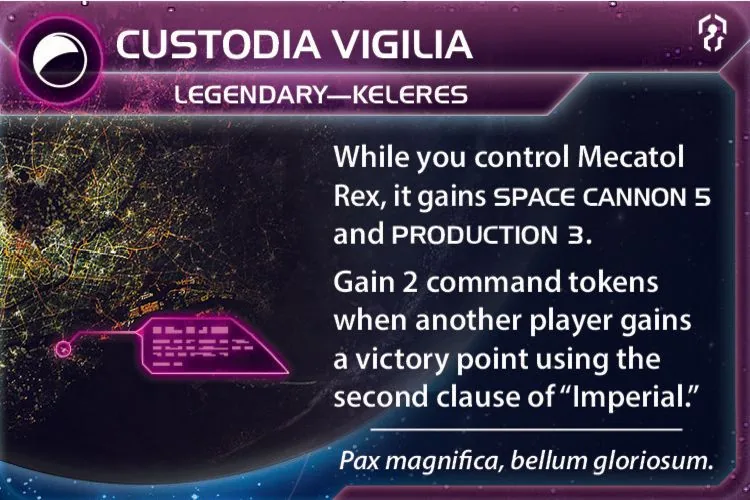 CUSTODIA VIGILIA
LEGENDARY—KELERES
While you control Mecatol
Rex, it gains SPACE CANNON 5
and PRODUCTION 3.
Gain 2 command tokens
when another player gains
a victory point using the
second clause of “Imperial.”
Pax magnifica, bellum gloriosum.